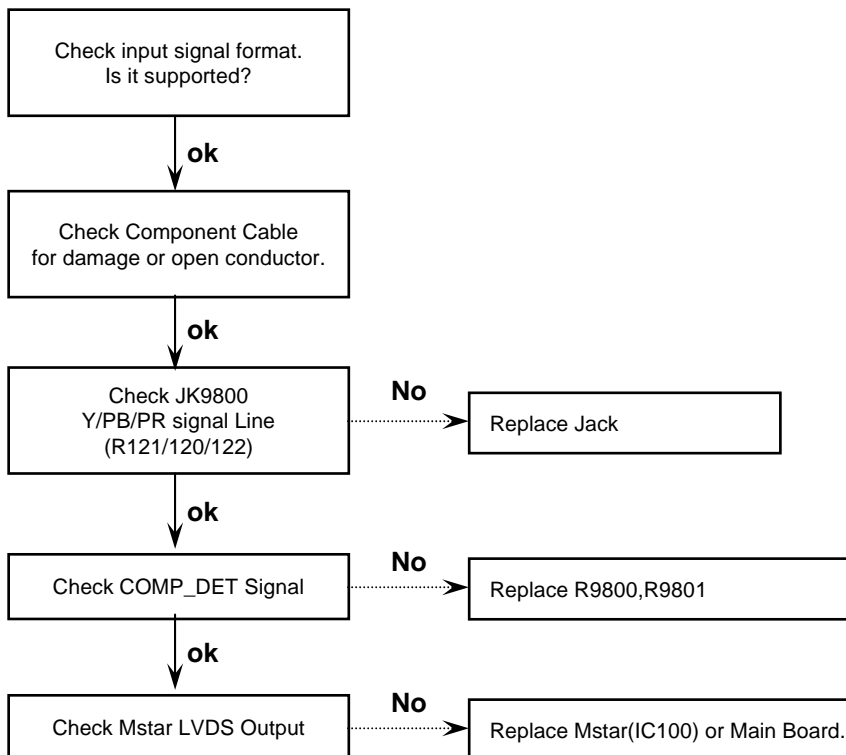 Check input signal format.
Is it supported?
ok
Check Component Cable
for damage or open conductor.
ok
Check JK9800
Y/PB/PR signal Line
(R121/120/122)
No
Replace Jack
ok
Check COMP_DET Signal
No
Replace R9800,R9801
ok
Check Mstar LVDS Output
No
Replace Mstar(IC100) or Main Board.